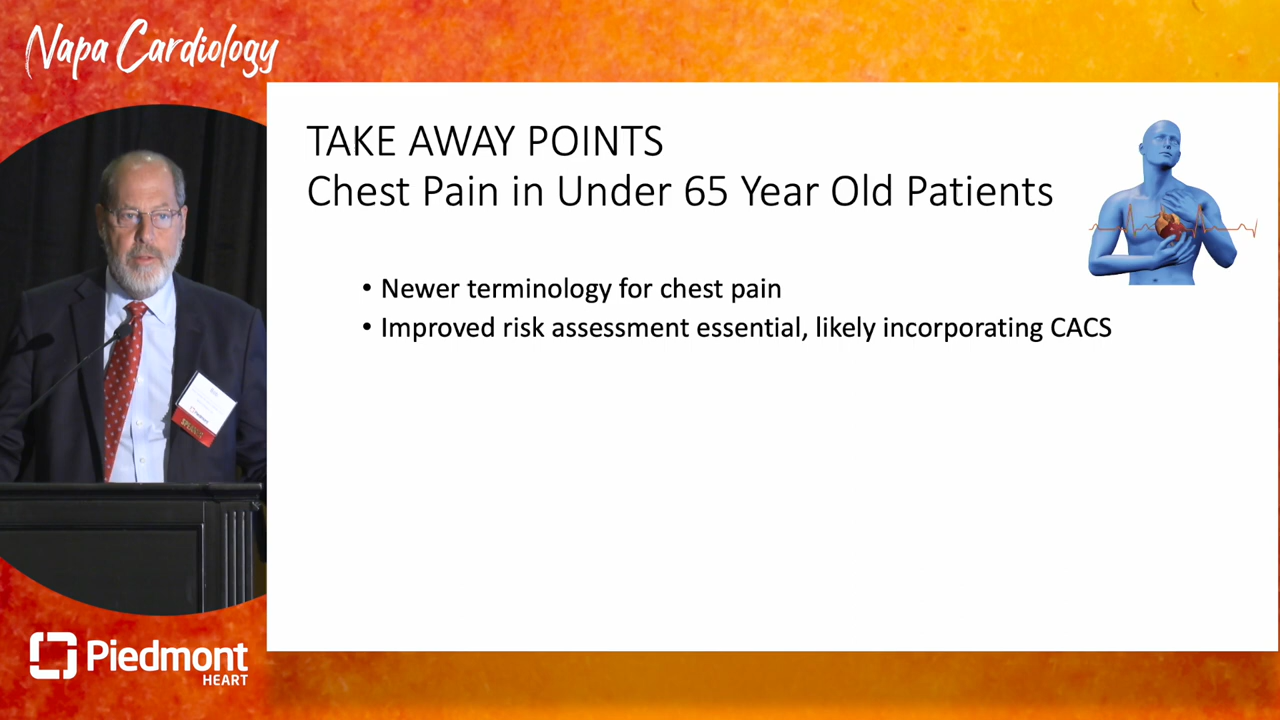 Napa Cardiology
TAKE AWAY POINTS
Chest Pain in Under 65 Year Old Patients
• Newer terminology for chest pain
• Improved risk assessment essential, likely incorporating CACS
Piedmont
HEART